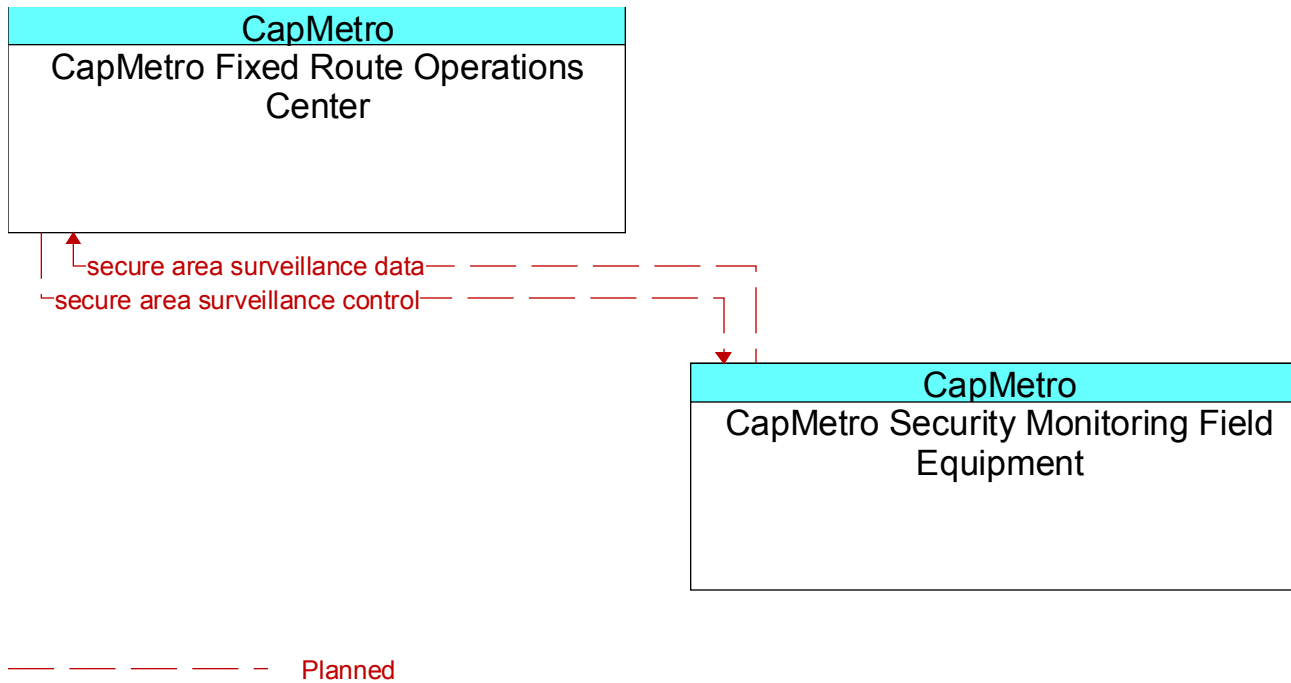 CapMetro
CapMetro Fixed Route Operations
Center
secure area surveillance data
secure area surveillance control
CapMetro
CapMetro Security Monitoring Field
Equipment
Planned